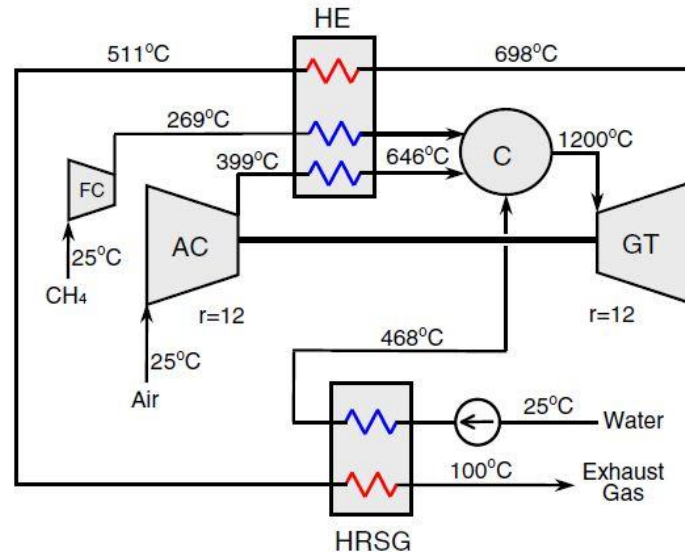 HE
511°C
698°C
269°C
1200°C
399°C
646°C
C
FC
AC
GT
25°C
CH₄
r=12
r=12
25°C
Air
468°C
25°C
Water
100°C
Exhaust
Gas
HRSG